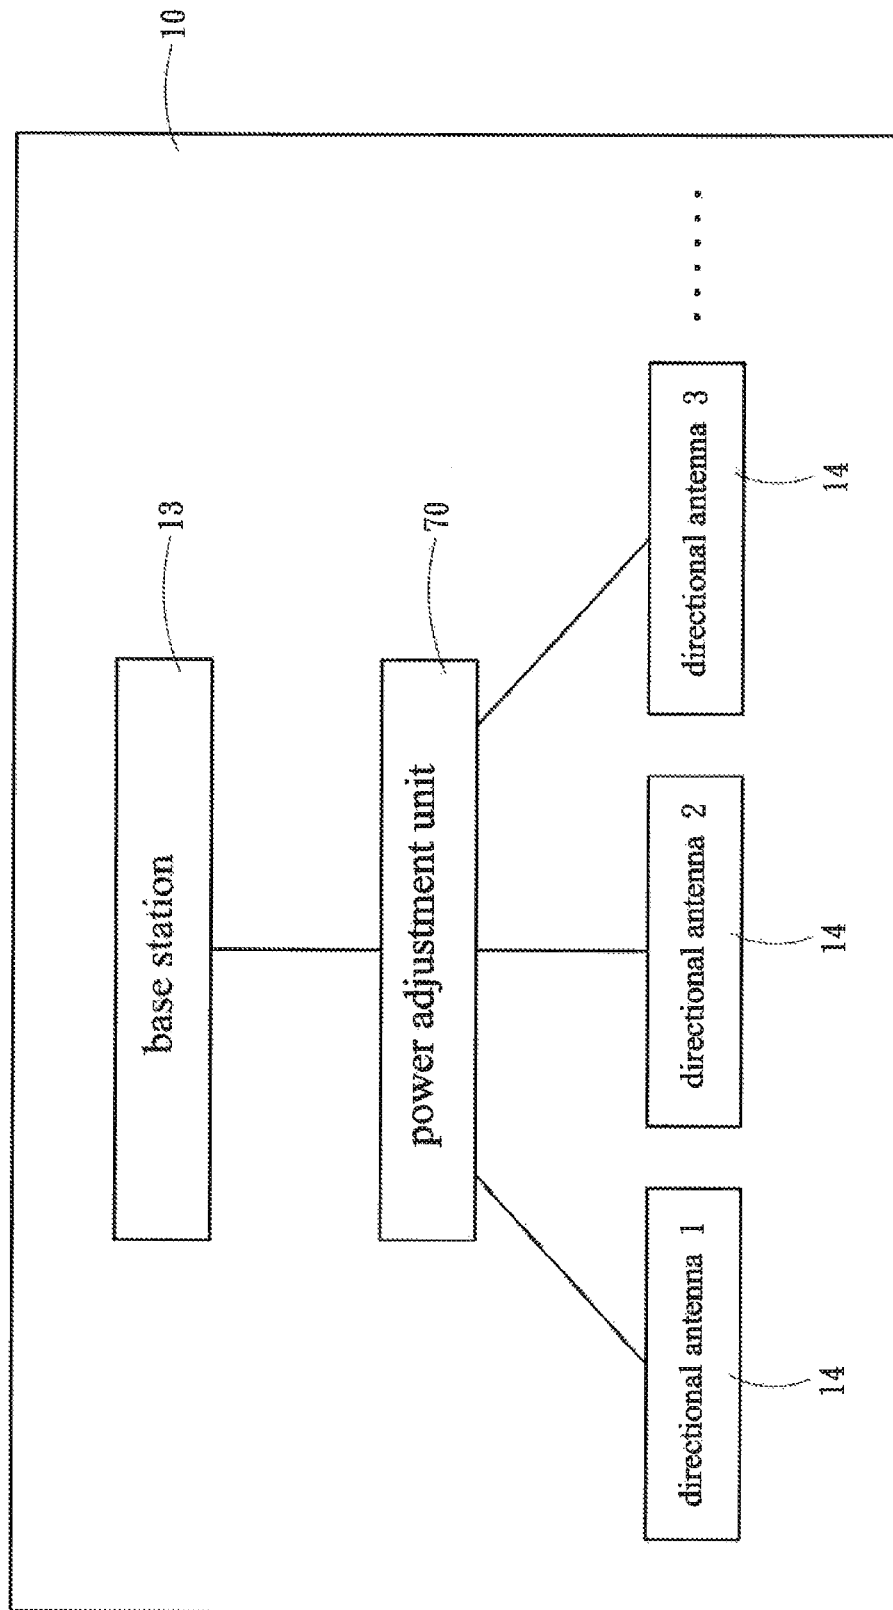 10
base station
13
power adjustment unit
70
directional antenna 1
directional antenna 2
directional antenna 3
14
14
14